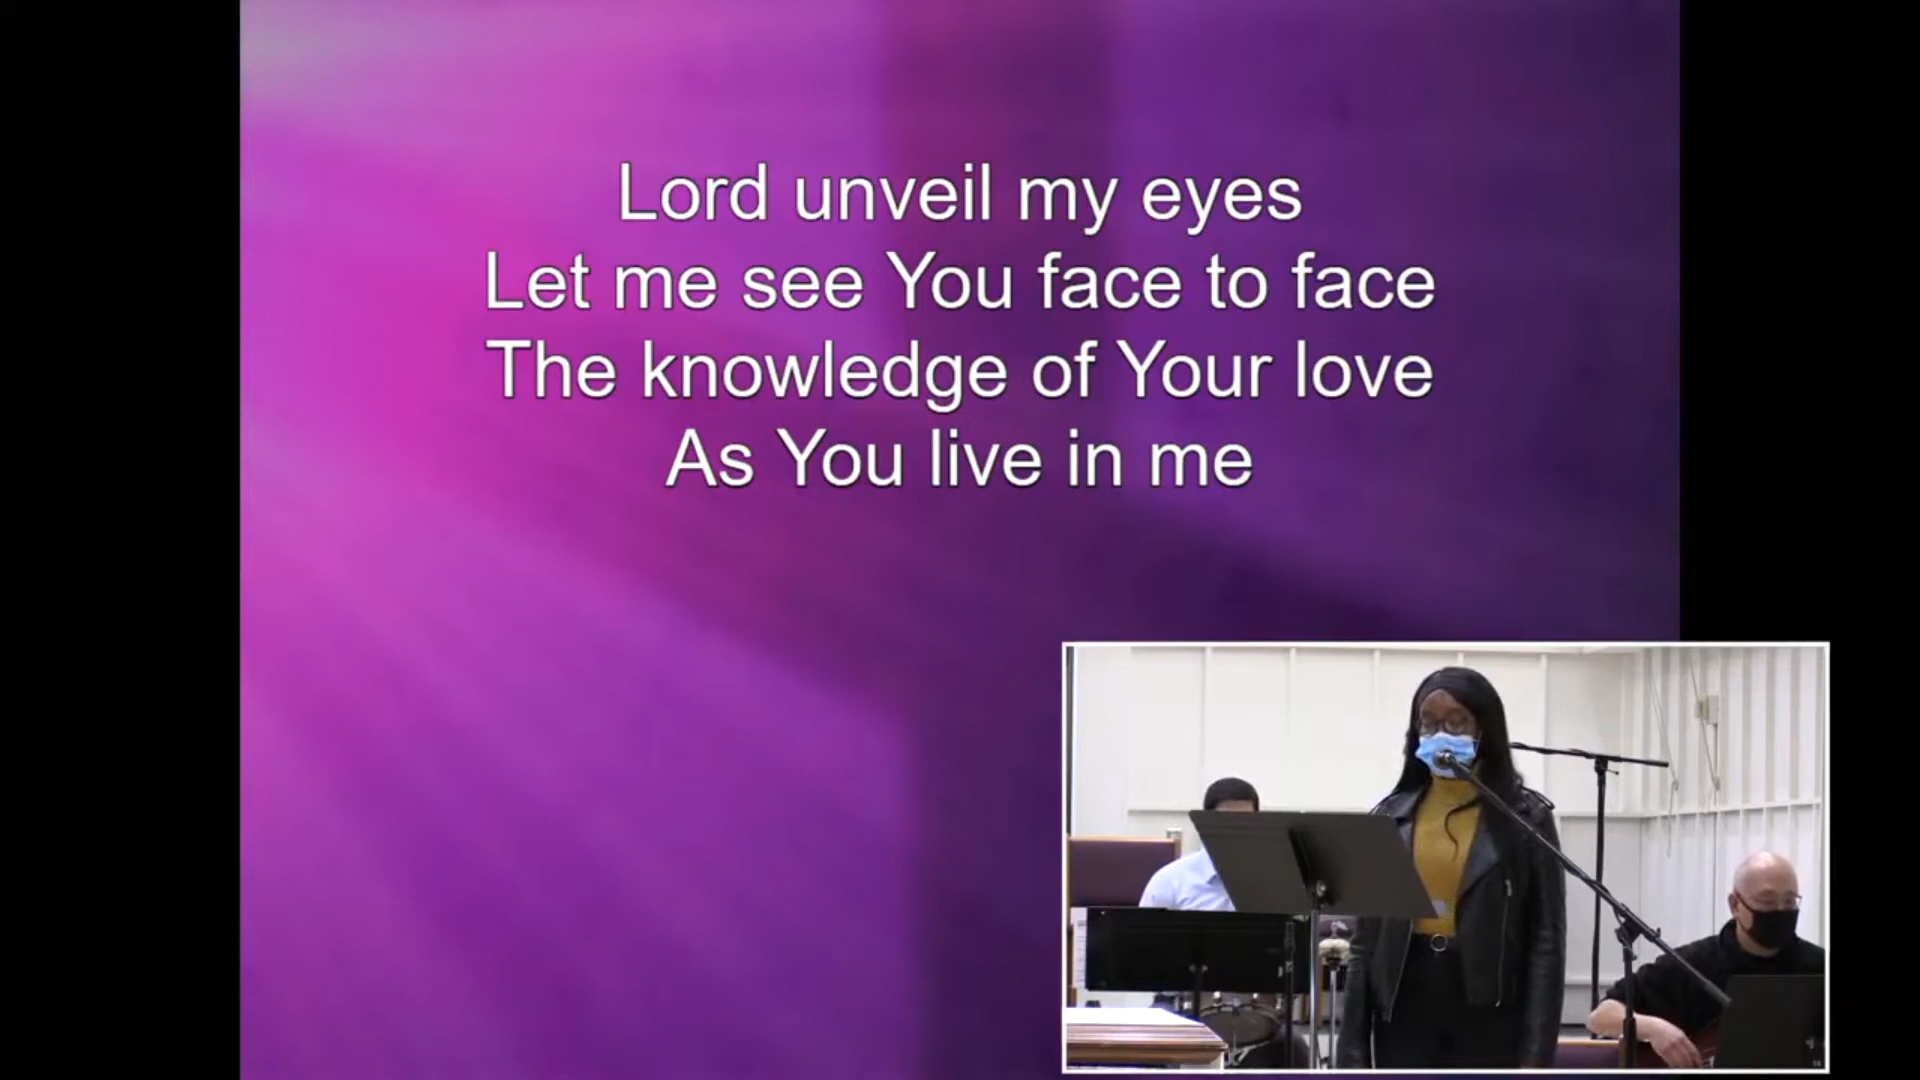 Lord unveil my eyes
Let me see You face to face
The knowledge of Your love
As You live in me